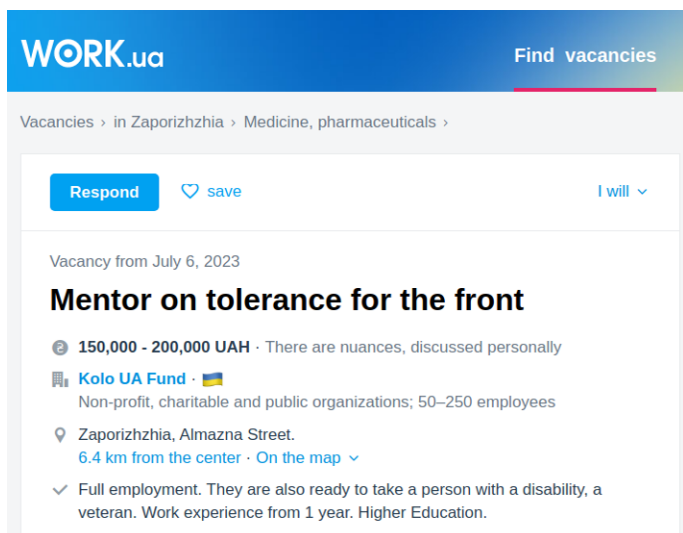 WORK.ua
Find vacancies
Vacancies › in Zaporizhzhia › Medicine, pharmaceuticals ›
Respond
save
I will
Vacancy from July 6, 2023
Mentor on tolerance for the front
₴ 150,000 - 200,000 UAH · There are nuances, discussed personally
Kolo UA Fund ·
Non-profit, charitable and public organizations; 50–250 employees
Zaporizhzhia, Almazna Street.
6.4 km from the center · On the map
Full employment. They are also ready to take a person with a disability, a
veteran. Work experience from 1 year. Higher Education.